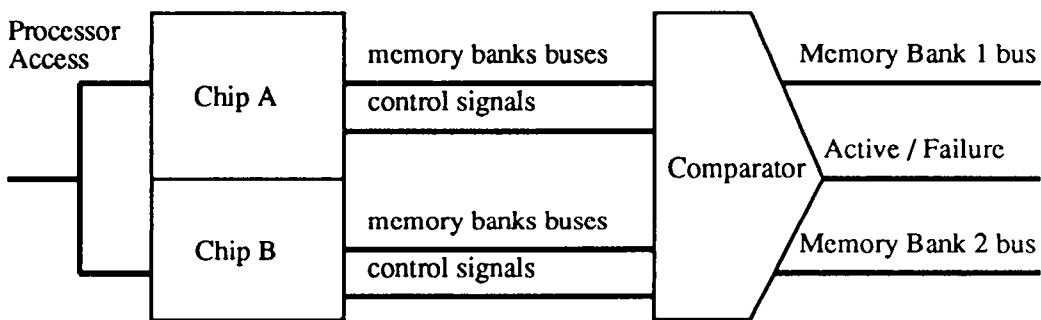 Processor
Access
Chip A
memory banks buses
control signals
Chip B
memory banks buses
control signals
Comparator
Memory Bank 1 bus
Active / Failure
Memory Bank 2 bus